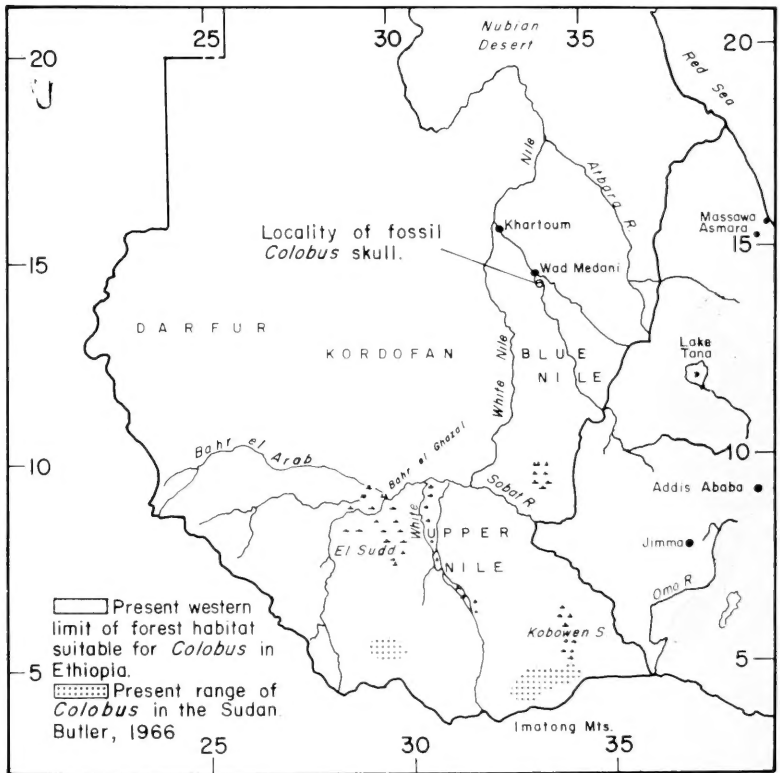 25 30 35
Nubian
Desert
20
20
Red Sea
Nile
Atbara R
Massawa
Asmara
Khartoum
Locality of fossil
Colobus skull.
15
15
Wad Medani
DARFUR
KORDOFAN
White Nile
BLUE
NILE
Lake
Tana
Bahr el Arab
Bahr el Ghazal
10
10
Sobat R
Addis Ababa
White
UPPER
NILE
El Sudd
Jimma
Omo R
Present western
limit of forest habitat
suitable for Colobus in
Ethiopia.
Kobowen S
5
5
Present range of
Colobus in the Sudan.
Butler, 1966
Imatong Mts.
25 30 35